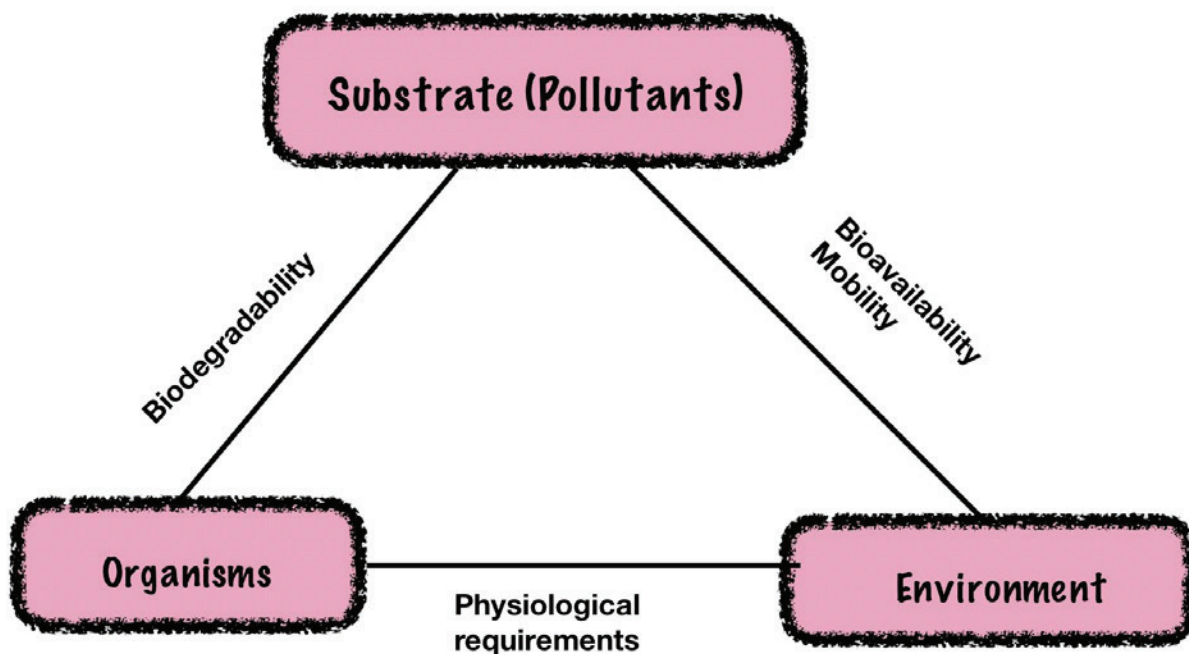 Substrate (Pollutants)
Biodegradability
Bioavailability
Mobility
Organisms
Environment
Physiological
requirements